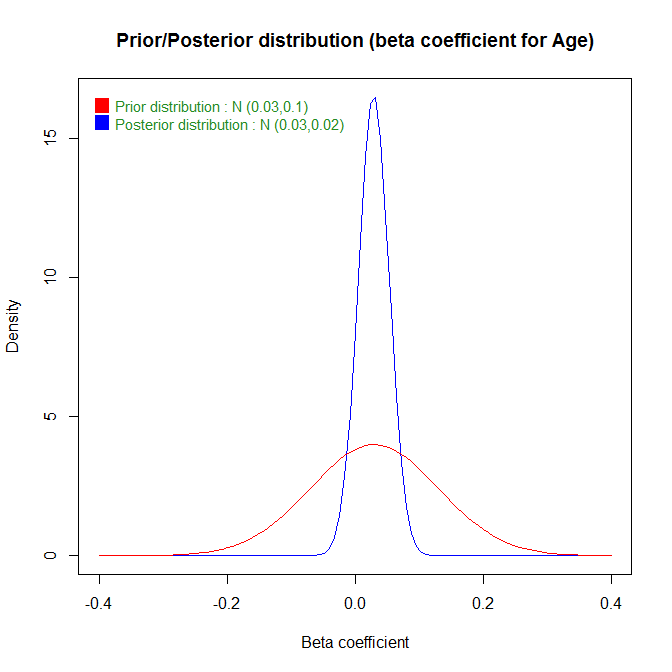 Prior/Posterior distribution (beta coefficient for Age)
Prior distribution : N (0.03,0.1)
Posterior distribution : N (0.03,0.02)
15
10
5
0
Density
-0.4 -0.2 0.0 0.2 0.4
Beta coefficient